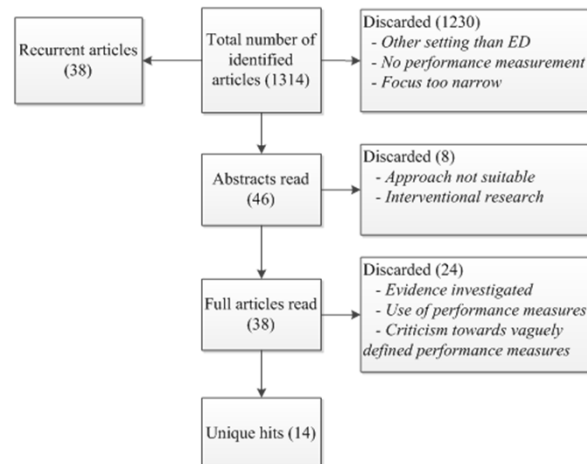 Recurrent articles
(38)
Total number of
identified
articles (1314)
Discarded (1230)
- Other setting than ED
- No performance measurement
- Focus too narrow
Abstracts read
(46)
Discarded (8)
- Approach not suitable
- Interventional research
Full articles read
(38)
Discarded (24)
- Evidence investigated
- Use of performance measures
- Criticism towards vaguely
defined performance measures
Unique hits (14)